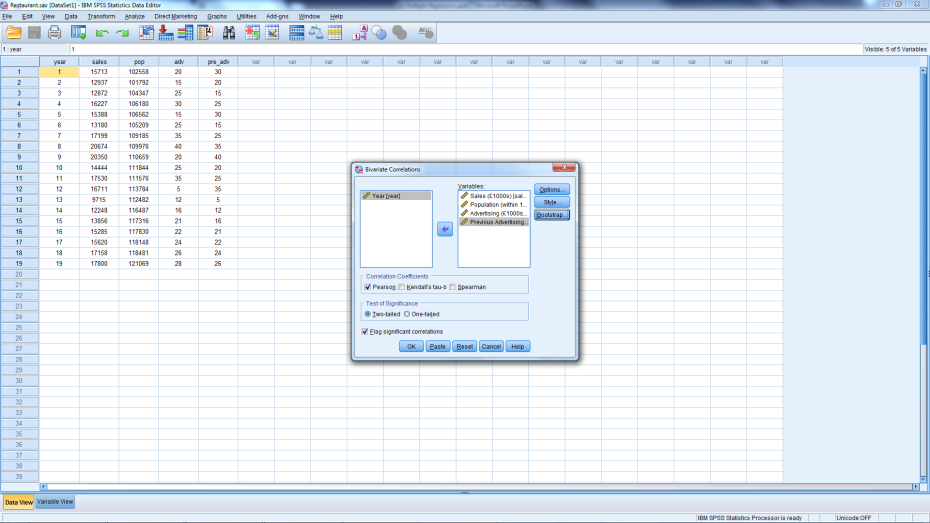 Restaurant.sav [DataSet1] - IBM SPSS Statistics Data Editor
File Edit View Data Transform Analyze Direct Marketing Graphs Utilities Add-ons Window Help
1 : year 1 Visible: 5 of 5 Variables
year sales pop adv pre_adv var var var var var var var var var var var var var var
1 1 15713 102558 20 30
2 2 12937 101792 15 20
3 3 12872 104347 25 15
4 4 16227 106180 30 25
5 5 15388 106562 15 30
6 6 13180 105209 25 15
7 7 17199 109185 35 25
8 8 20674 109976 40 35
9 9 20350 110659 20 40
10 10 14444 111844 25 20
11 11 17530 111576 35 25
12 12 16711 113784 5 35
13 13 9715 112482 12 5
14 14 12248 116487 16 12
15 15 13856 117316 21 16
16 16 15285 117830 22 21
17 17 15620 118148 24 22
18 18 17158 118481 26 24
19 19 17800 121069 28 26
20
21
22
23
24
25
26
27
28
29
30
31
32
33
34
35
36
37
38
39
Bivariate Correlations
Variables:
Year [year]
Sales (£1000s) [sal...
Population (within 1...
Advertising (£1000s...
Previous Advertising...
Options...
Style...
Bootstrap...
Correlation Coefficients
Pearson Kendall's tau-b Spearman
Test of Significance
Two-tailed One-tailed
Flag significant correlations
OK Paste Reset Cancel Help
Data View Variable View
IBM SPSS Statistics Processor is ready Unicode:OFF